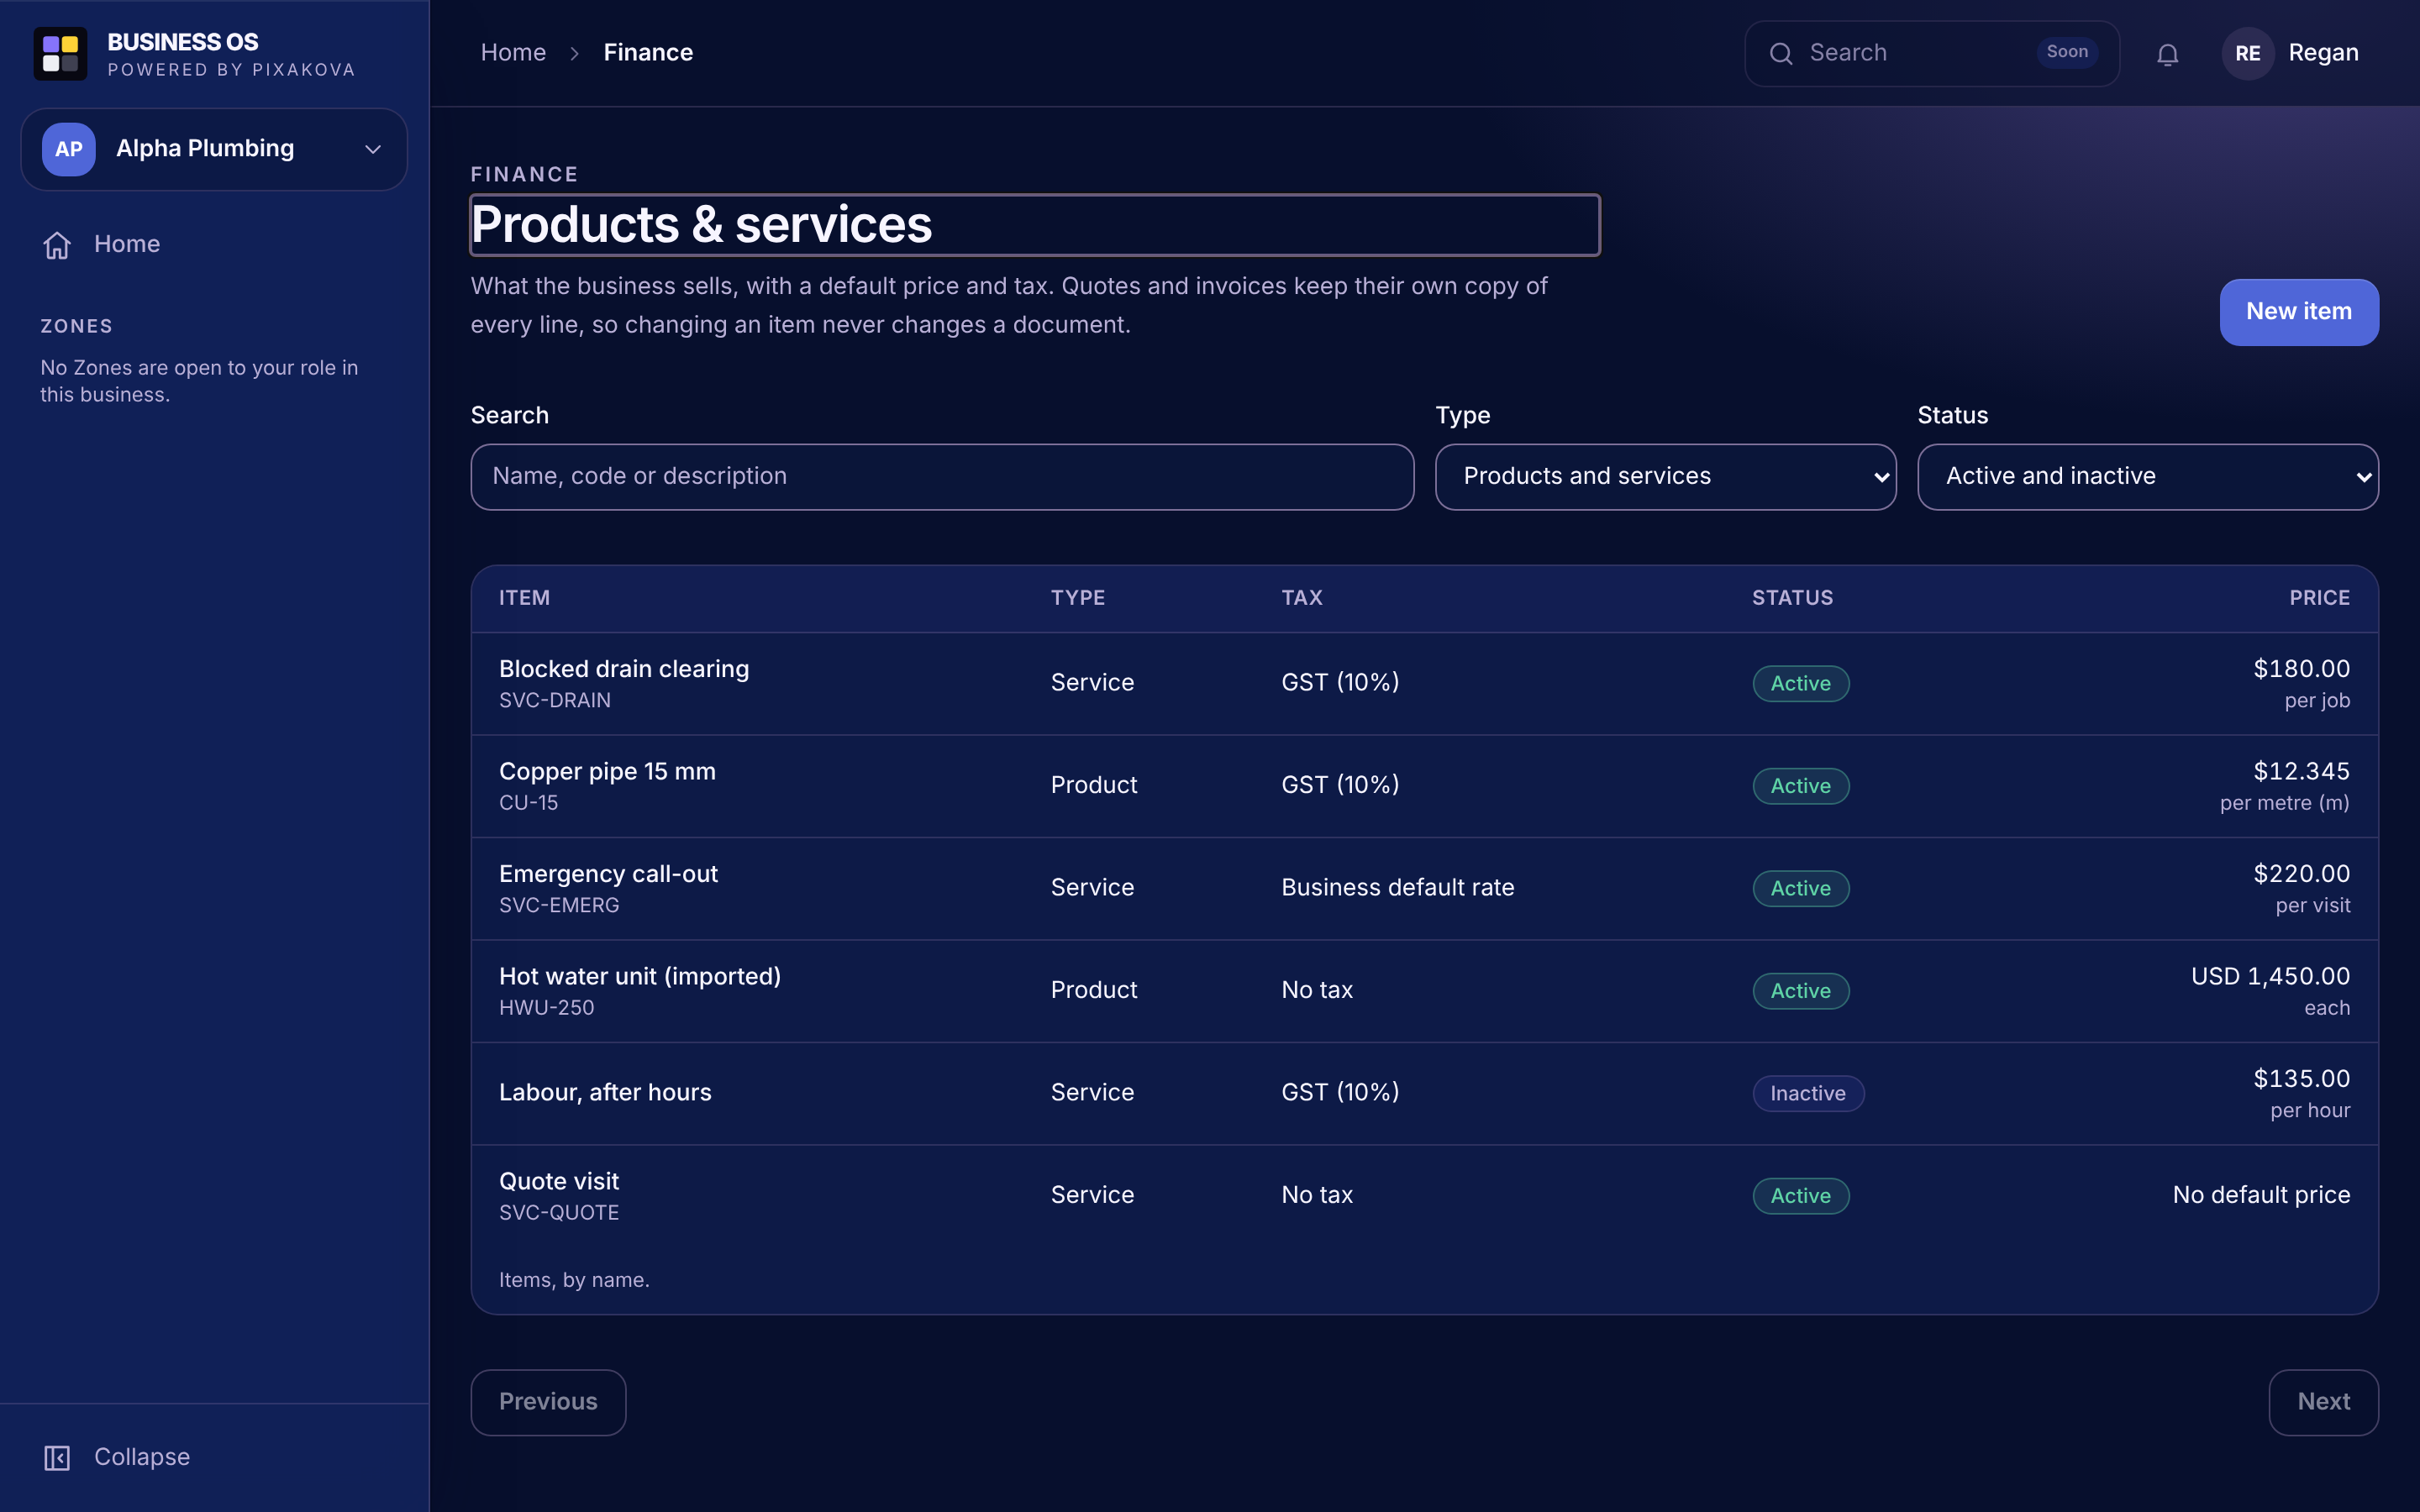 BUSINESS OS
POWERED BY PIXAKOVA
AP Alpha Plumbing
Home
ZONES
No Zones are open to your role in
this business.
Collapse
Home Finance
Search Soon
RE Regan
FINANCE
Products & services
What the business sells, with a default price and tax. Quotes and invoices keep their own copy of
every line, so changing an item never changes a document.
New item
Search Type Status
Name, code or description Products and services Active and inactive
ITEM TYPE TAX STATUS PRICE
Blocked drain clearing Service GST (10%) Active $180.00
SVC-DRAIN per job
Copper pipe 15 mm Product GST (10%) Active $12.345
CU-15 per metre (m)
Emergency call-out Service Business default rate Active $220.00
SVC-EMERG per visit
Hot water unit (imported) Product No tax Active USD 1,450.00
HWU-250 each
Labour, after hours Service GST (10%) Inactive $135.00
per hour
Quote visit Service No tax Active No default price
SVC-QUOTE
Items, by name.
Previous Next